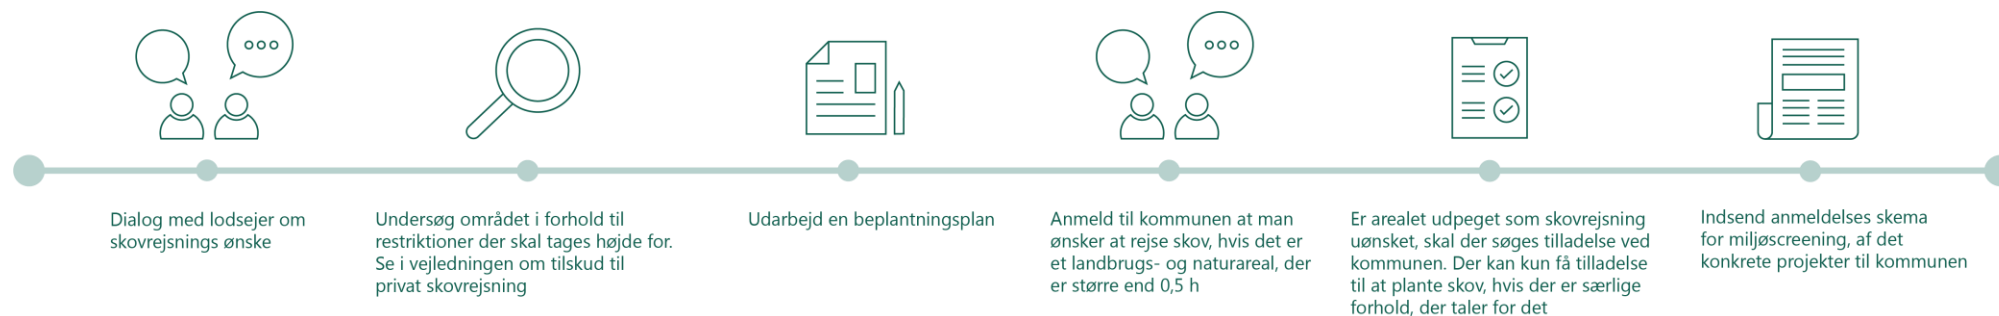 Dialog med lodsejer om
skovrejsnings ønske
Undersøg området i forhold til
restriktioner der skal tages højde for.
Se i vejledningen om tilskud til
privat skovrejsning
Udarbejd en beplantningsplan
Anmeld til kommunen at man
ønsker at rejse skov, hvis det er
et landbrugs- og naturareal, der
er større end 0,5 h
Er arealet udpeget som skovrejsning
uønsket, skal der søges tilladelse ved
kommunen. Der kan kun få tilladelse
til at plante skov, hvis der er særlige
forhold, der taler for det
Indsend anmeldelses skema
for miljøscreening, af det
konkrete projekter til kommunen